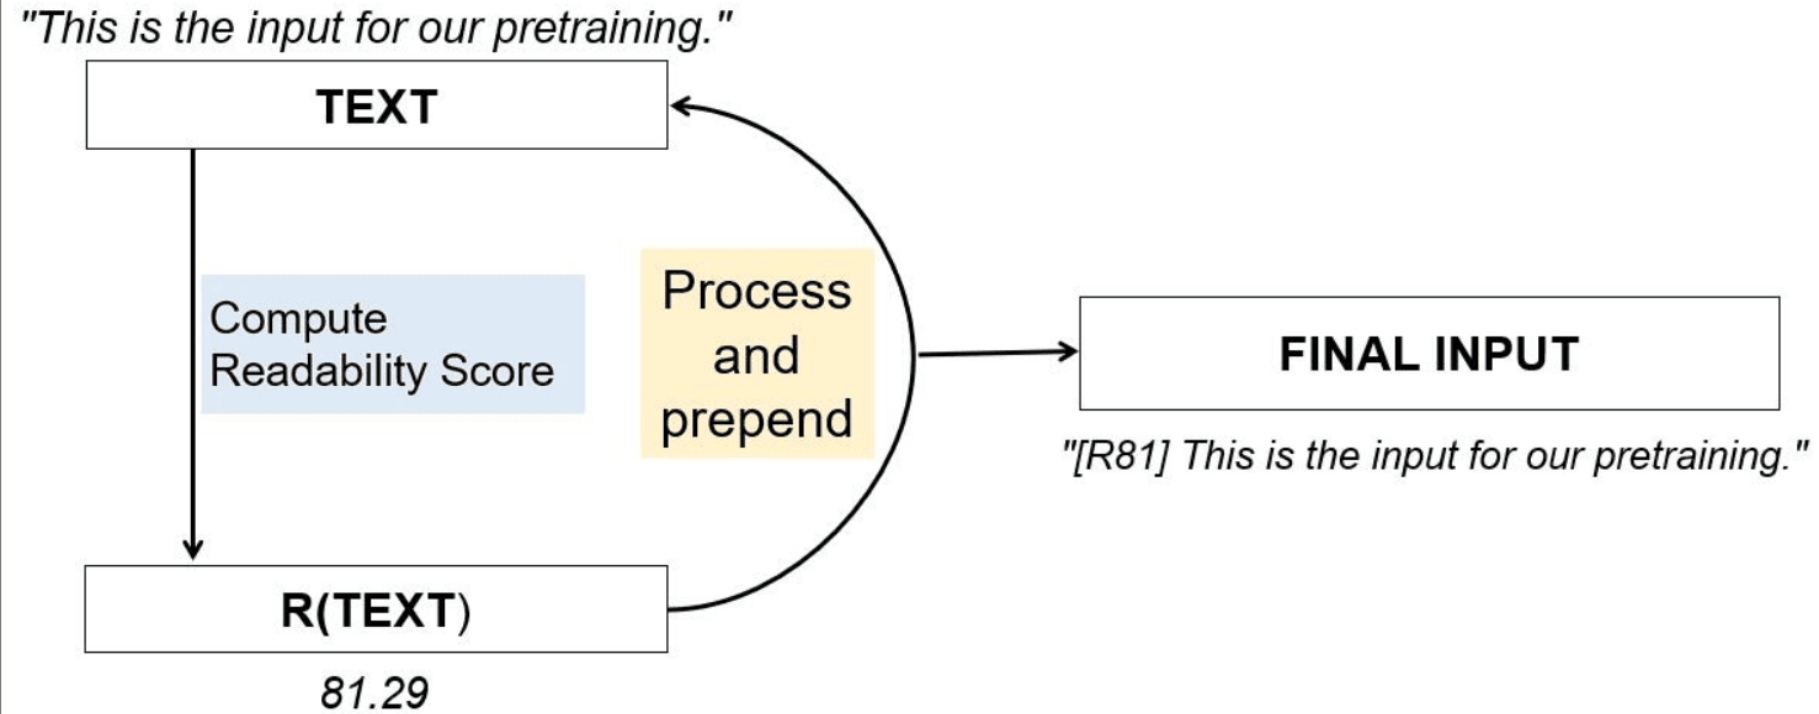 "This is the input for our pretraining."
TEXT
Compute
Readability Score
Process
and
prepend
FINAL INPUT
"[R81] This is the input for our pretraining."
R(TEXT)
81.29